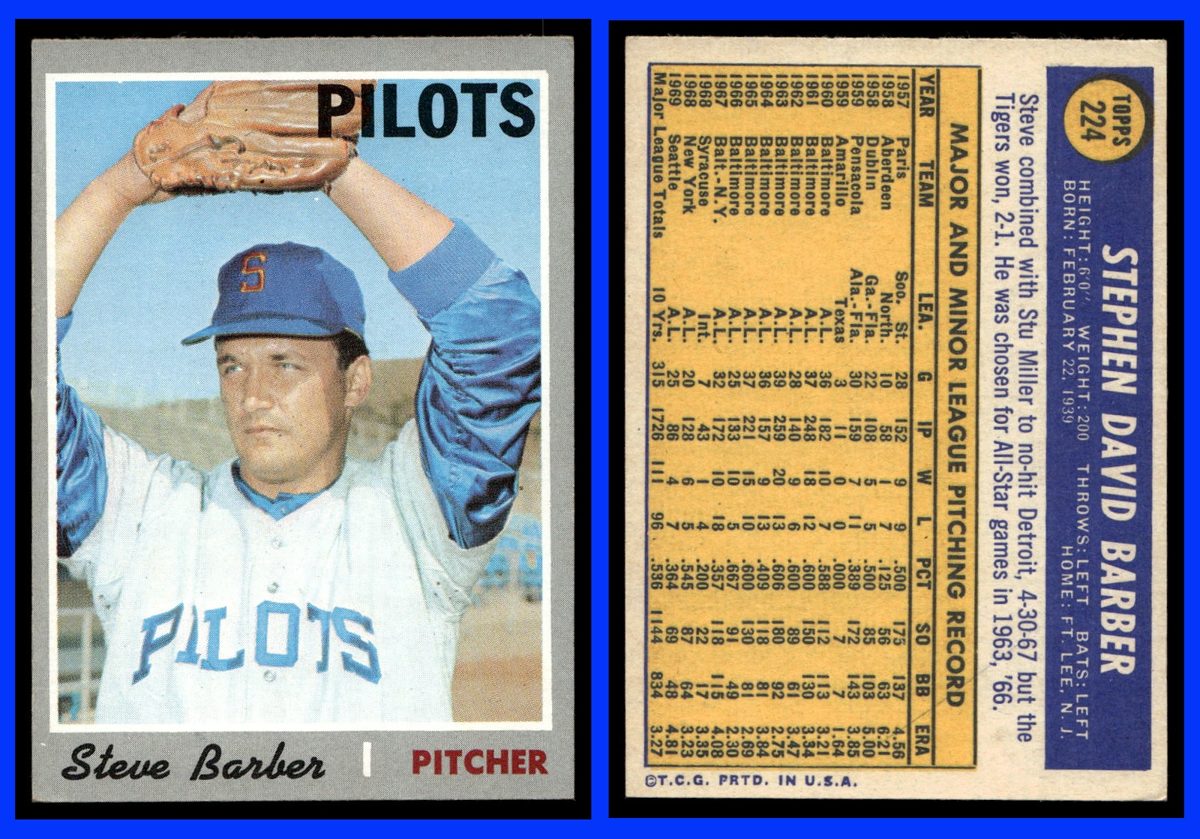 PILOTS
S
PILOTS
Steve Barber | PITCHER
TOPPS
224
STEPHEN DAVID BARBER
HEIGHT: 6'0" WEIGHT: 200 THROWS: LEFT BATS: LEFT
BORN: FEBRUARY 22, 1939 HOME: FT. LEE, N.J.
Steve combined with Stu Miller to no-hit Detroit, 4-30-67 but the
Tigers won, 2-1. He was chosen for All-Star games in 1963, '66.
MAJOR AND MINOR LEAGUE PITCHING RECORD
YEAR TEAM LEA. G IP W L PCT SO BB ERA
1957 Paris Soo. St. 28 152 9 9 .500 175 137 4.56
1958 Aberdeen North. 10 58 1 7 .125 56 63 6.21
1958 Dublin Ga.-Fla 22 108 5 5 .500 88 103 5.00
1959 Pensacola Ala.-Fla. 30 159 7 11 .389 172 143 3.85
1959 Amarillo Texas 3 11 0 0 .000 7 7 1.64
1960 Baltimore A.L. 36 182 10 7 .588 112 113 3.21
1961 Baltimore A.L. 37 248 18 12 .600 150 130 3.34
1962 Baltimore A.L. 28 140 9 6 .600 89 61 3.47
1963 Baltimore A.L. 39 259 20 13 .606 180 92 2.75
1964 Baltimore A.L. 36 157 9 13 .409 118 81 3.84
1965 Baltimore A.L. 37 221 15 10 .600 130 81 2.69
1966 Baltimore A.L. 25 133 10 5 .667 91 49 2.30
1967 Balt.-N.Y. A.L. 32 172 10 18 .357 118 115 4.08
1968 Syracuse Int. 7 43 1 4 .200 22 17 3.35
1968 New York A.L. 20 128 6 5 .545 87 64 3.23
1969 Seattle A.L. 25 86 4 7 .364 69 48 4.81
Major League Totals 10 Yrs. 315 1726 111 96 .536 1144 834 3.27
©T.C.G. PRTD. IN U.S.A.